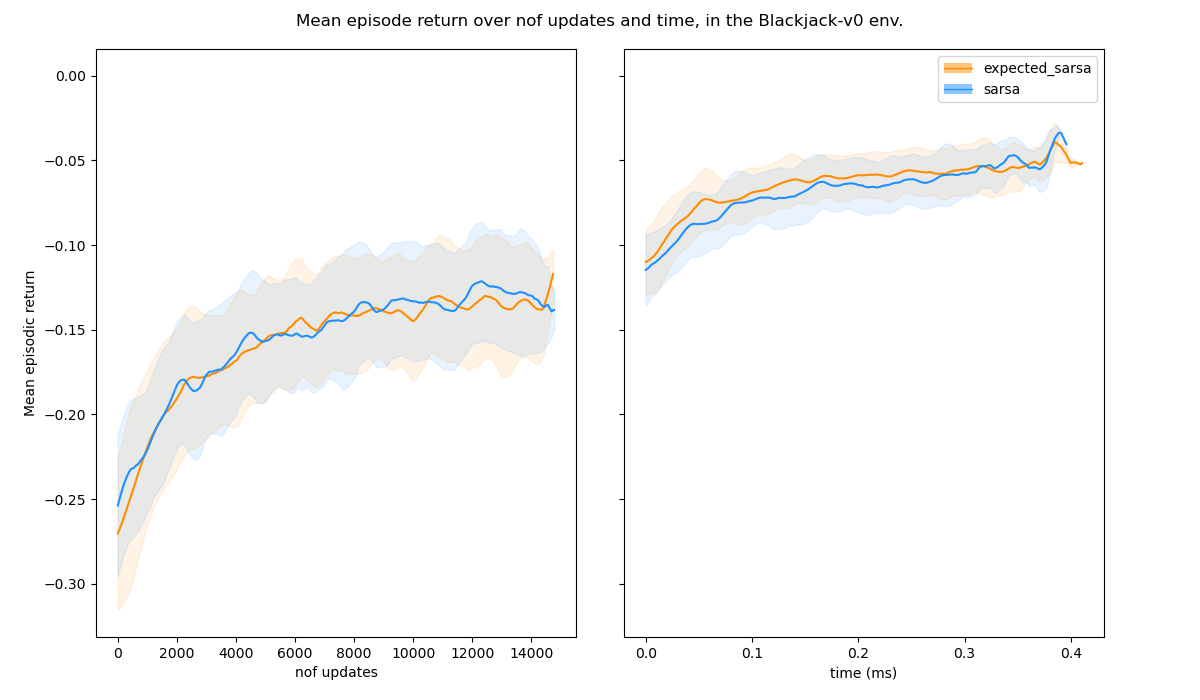 Mean episode return over nof updates and time, in the Blackjack-v0 env.
Mean episodic return
0.00
−0.05
−0.10
−0.15
−0.20
−0.25
−0.30
0 2000 4000 6000 8000 10000 12000 14000
nof updates
expected_sarsa
sarsa
0.0 0.1 0.2 0.3 0.4
time (ms)